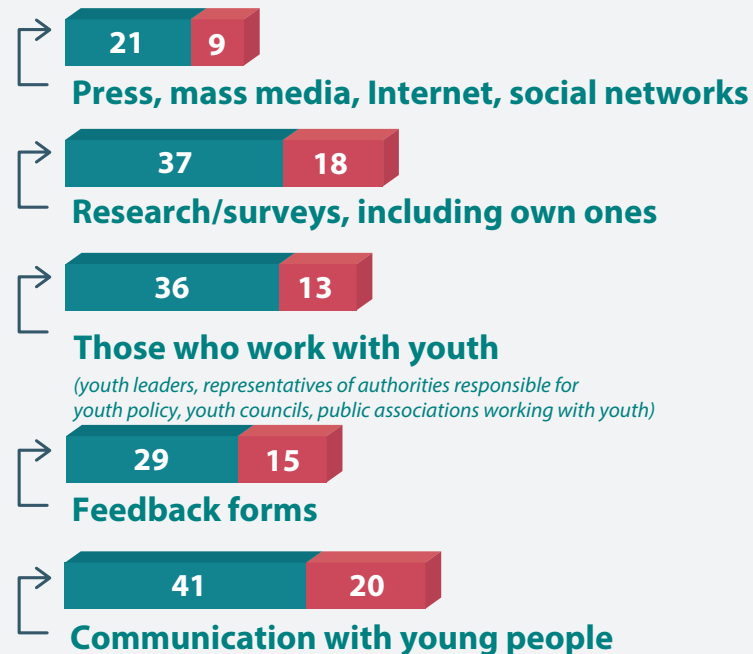 21 9
Press, mass media, Internet, social networks
37 18
Research/surveys, including own ones
36 13
Those who work with youth
(youth leaders, representatives of authorities responsible for
youth policy, youth councils, public associations working with youth)
29 15
Feedback forms
41 20
Communication with young people